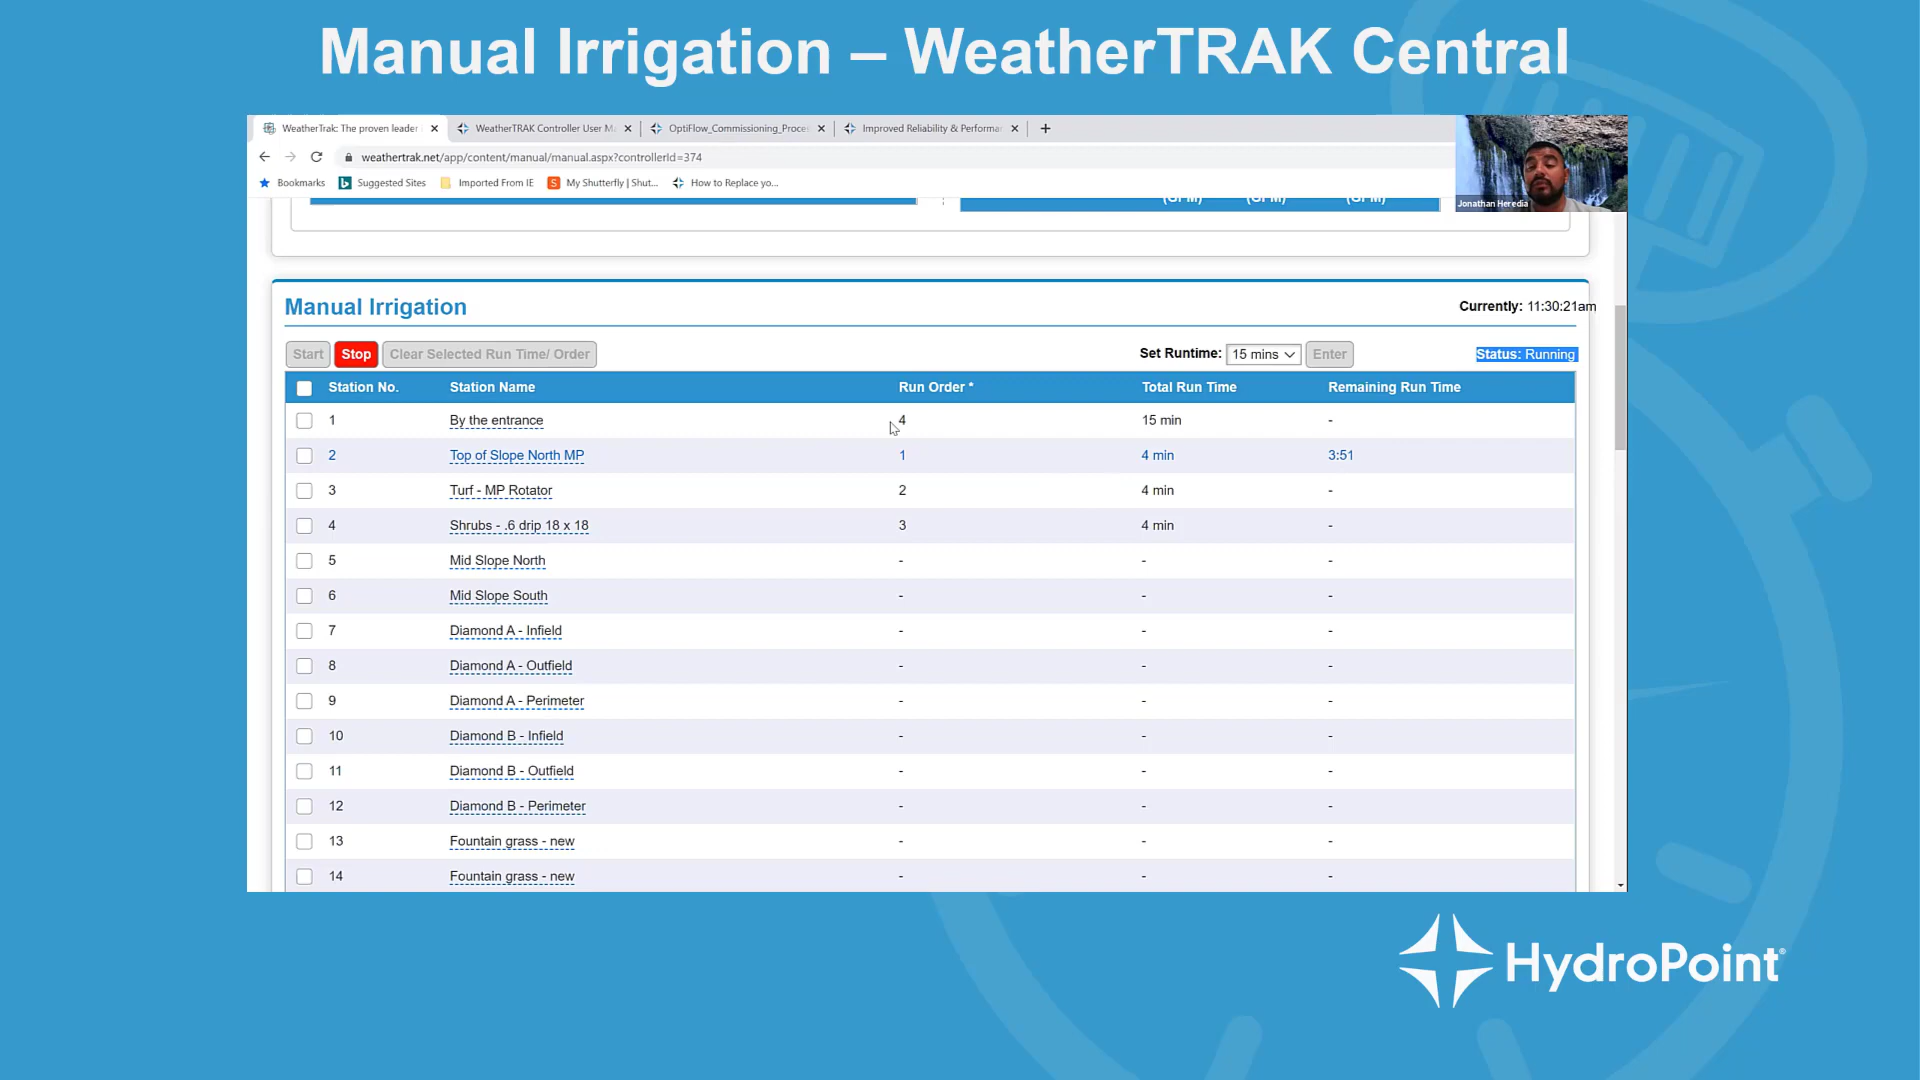 Manual Irrigation – WeatherTRAK Central
WeatherTrak: The proven leader
WeatherTRAK Controller User M
OptiFlow_Commissioning_Proce
Improved Reliability & Performa
weathertrak.net/app/content/manual/manual.aspx?controllerId=374
Bookmarks
Suggested Sites
Imported From IE
My Shutterfly | Shut...
How to Replace yo...
Jonathan Heredia
(GPM) (GPM) (GPM)
Manual Irrigation
Currently: 11:30:21am
Start Stop Clear Selected Run Time/ Order Set Runtime: 15 mins Enter Status: Running
Station No. Station Name Run Order * Total Run Time Remaining Run Time
1 By the entrance 4 15 min -
2 Top of Slope North MP 1 4 min 3:51
3 Turf - MP Rotator 2 4 min -
4 Shrubs - .6 drip 18 x 18 3 4 min -
5 Mid Slope North - - -
6 Mid Slope South - - -
7 Diamond A - Infield - - -
8 Diamond A - Outfield - - -
9 Diamond A - Perimeter - - -
10 Diamond B - Infield - - -
11 Diamond B - Outfield - - -
12 Diamond B - Perimeter - - -
13 Fountain grass - new - - -
14 Fountain grass - new - - -
HydroPoint®